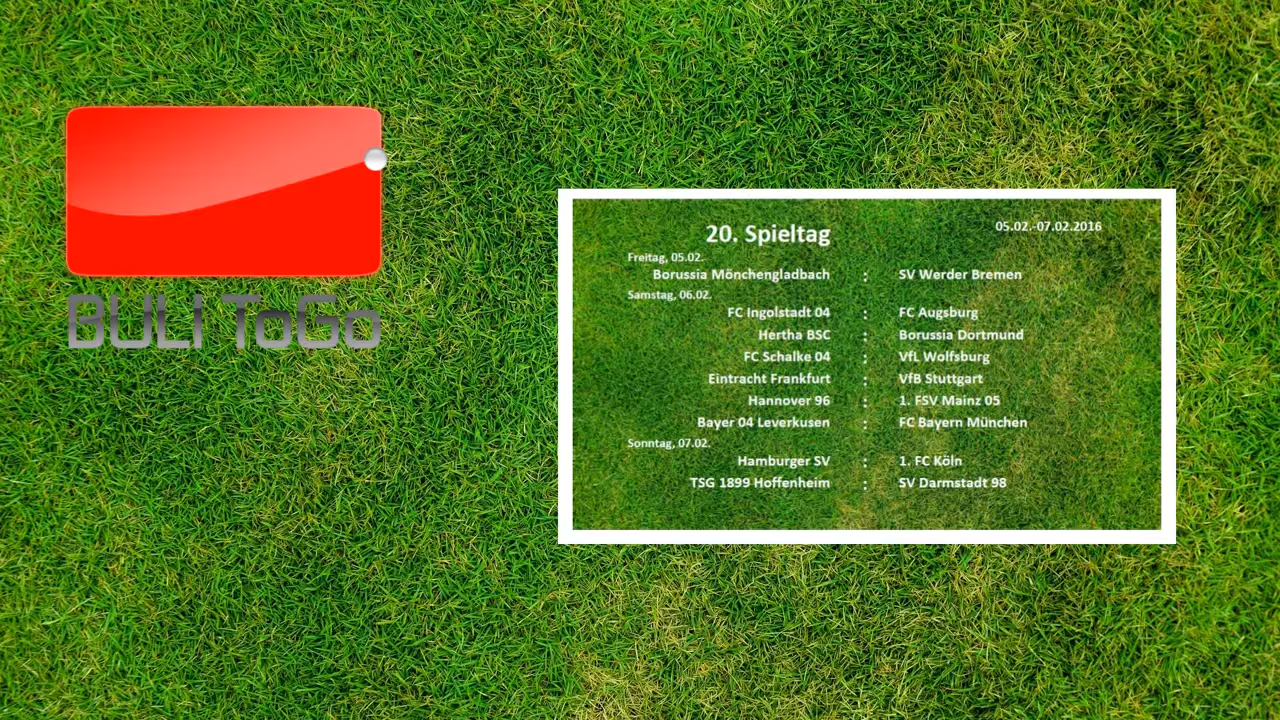 BULI ToGo
20. Spieltag 05.02.-07.02.2016
Freitag, 05.02.
Borussia Mönchengladbach : SV Werder Bremen
Samstag, 06.02.
FC Ingolstadt 04 : FC Augsburg
Hertha BSC : Borussia Dortmund
FC Schalke 04 : VfL Wolfsburg
Eintracht Frankfurt : VfB Stuttgart
Hannover 96 : 1. FSV Mainz 05
Bayer 04 Leverkusen : FC Bayern München
Sonntag, 07.02.
Hamburger SV : 1. FC Köln
TSG 1899 Hoffenheim : SV Darmstadt 98